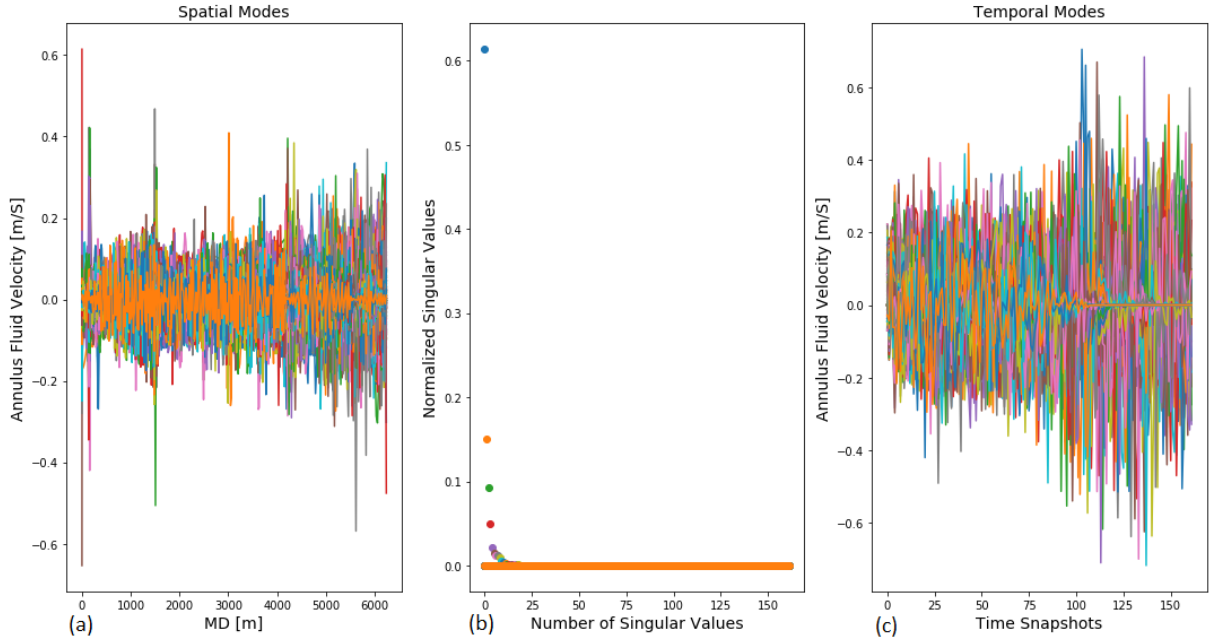 Spatial Modes
Annulus Fluid Velocity [m/S]
0.6
0.4
0.2
0.0
−0.2
−0.4
−0.6
0 1000 2000 3000 4000 5000 6000
(a) MD [m]
Normalized Singular Values
0.6
0.5
0.4
0.3
0.2
0.1
0.0
0 25 50 75 100 125 150
(b) Number of Singular Values
Temporal Modes
Annulus Fluid Velocity [m/S]
0.6
0.4
0.2
0.0
−0.2
−0.4
−0.6
0 25 50 75 100 125 150
(c) Time Snapshots